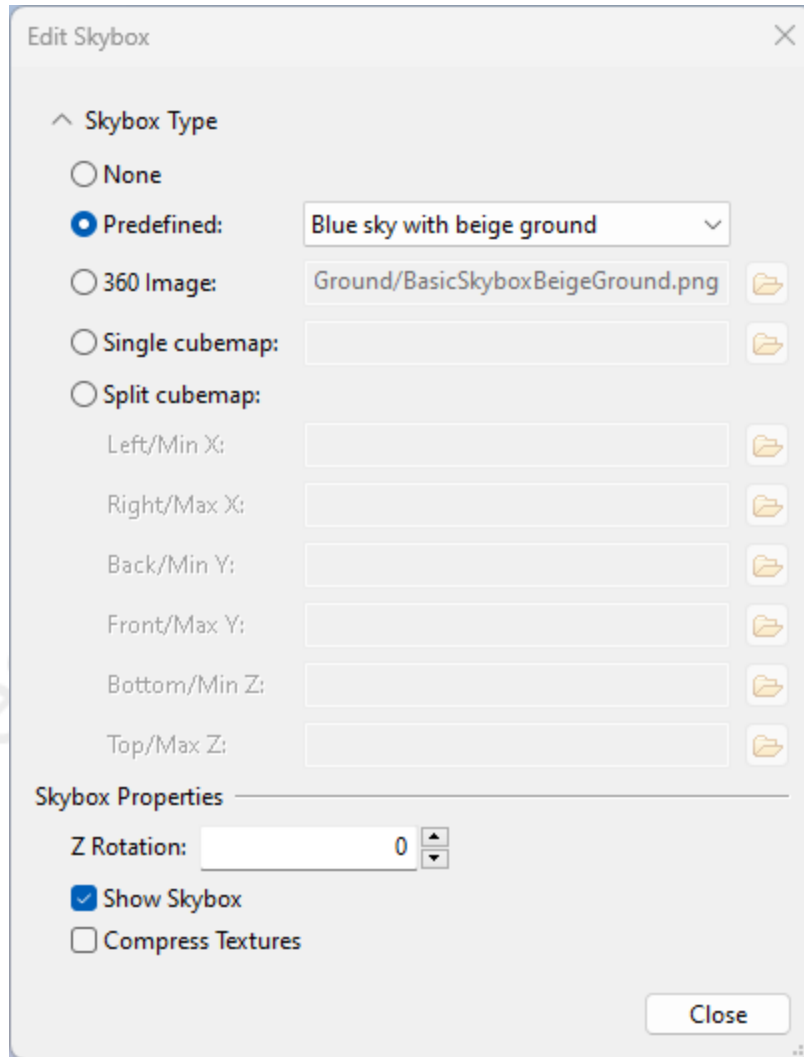 Edit Skybox
Skybox Type
None
Predefined: Blue sky with beige ground
360 Image: Ground/BasicSkyboxBeigeGround.png
Single cubemap:
Split cubemap:
Left/Min X:
Right/Max X:
Back/Min Y:
Front/Max Y:
Bottom/Min Z:
Top/Max Z:
Skybox Properties
Z Rotation: 0
Show Skybox
Compress Textures
Close